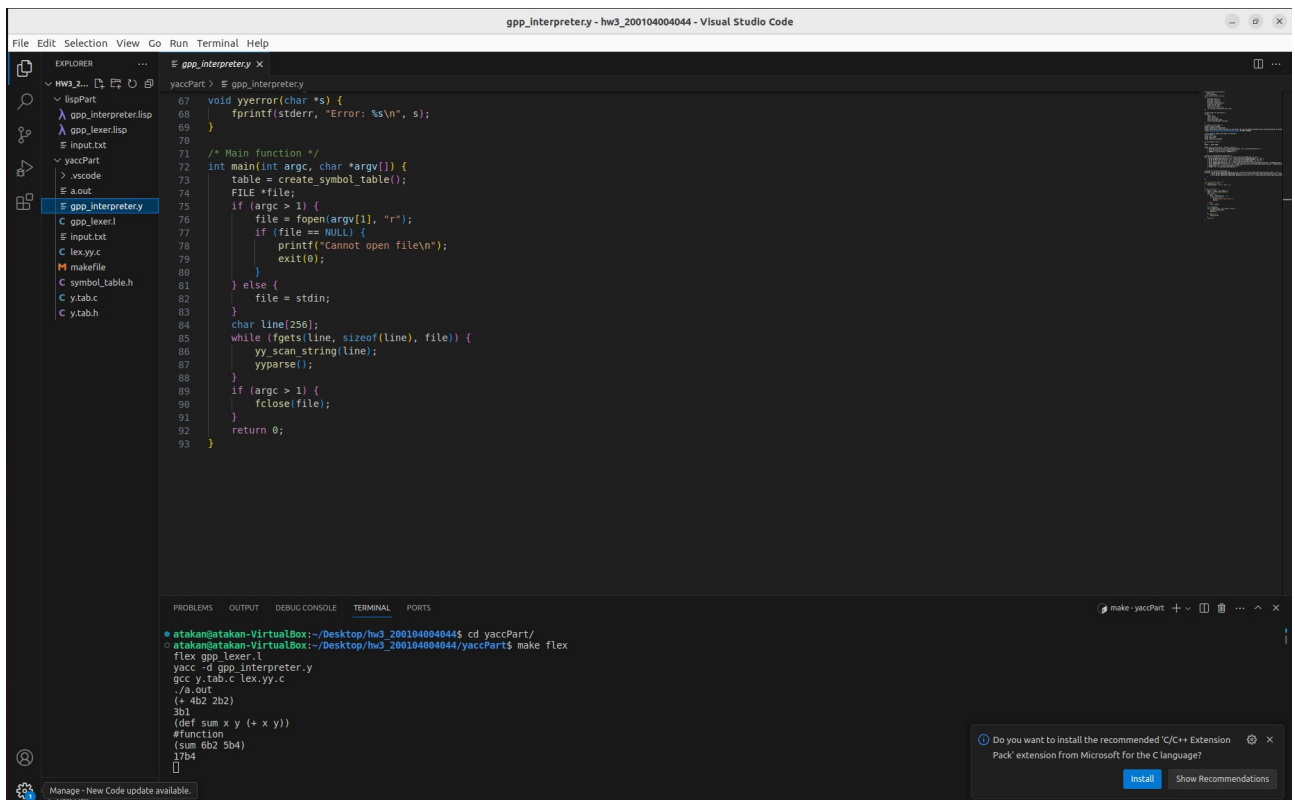 gpp_interpreter.y - hw3_200104004044 - Visual Studio Code
File Edit Selection View Go Run Terminal Help
EXPLORER ...
HW3_2...
lispPart
gpp_interpreter.lisp
gpp_lexer.lisp
input.txt
yaccPart
.vscode
a.out
gpp_interpreter.y
gpp_lexer.l
input.txt
lex.yy.c
makefile
symbol_table.h
y.tab.c
y.tab.h
gpp_interpreter.y
yaccPart > gpp_interpreter.y
67 void yyerror(char *s) {
68 fprintf(stderr, "Error: %s\n", s);
69 }
70
71 /* Main function */
72 int main(int argc, char *argv[]) {
73 table = create_symbol_table();
74 FILE *file;
75 if (argc > 1) {
76 file = fopen(argv[1], "r");
77 if (file == NULL) {
78 printf("Cannot open file\n");
79 exit(0);
80 }
81 } else {
82 file = stdin;
83 }
84 char line[256];
85 while (fgets(line, sizeof(line), file)) {
86 yy_scan_string(line);
87 yyparse();
88 }
89 if (argc > 1) {
90 fclose(file);
91 }
92 return 0;
93 }
PROBLEMS OUTPUT DEBUG CONSOLE TERMINAL PORTS
make - yaccPart
atakan@atakan-VirtualBox:~/Desktop/hw3_200104004044$ cd yaccPart/
atakan@atakan-VirtualBox:~/Desktop/hw3_200104004044/yaccPart$ make flex
flex gpp_lexer.l
yacc -d gpp_interpreter.y
gcc y.tab.c lex.yy.c
./a.out
(+ 4b2 2b2)
3b1
(def sum x y (+ x y))
#function
(sum 6b2 5b4)
17b4
Do you want to install the recommended 'C/C++ Extension
Pack' extension from Microsoft for the C language?
Install Show Recommendations
Manage - New Code update available.
1